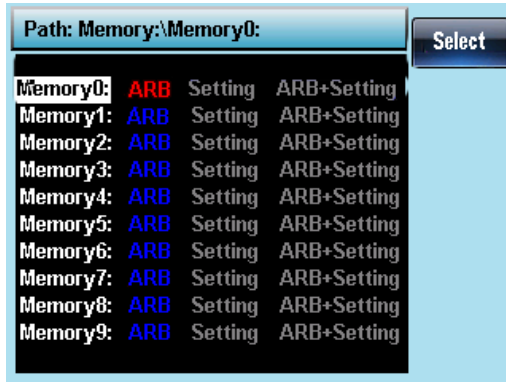 Path: Memory:\Memory0:
Select
Memory0: ARB Setting ARB+Setting
Memory1: ARB Setting ARB+Setting
Memory2: ARB Setting ARB+Setting
Memory3: ARB Setting ARB+Setting
Memory4: ARB Setting ARB+Setting
Memory5: ARB Setting ARB+Setting
Memory6: ARB Setting ARB+Setting
Memory7: ARB Setting ARB+Setting
Memory8: ARB Setting ARB+Setting
Memory9: ARB Setting ARB+Setting